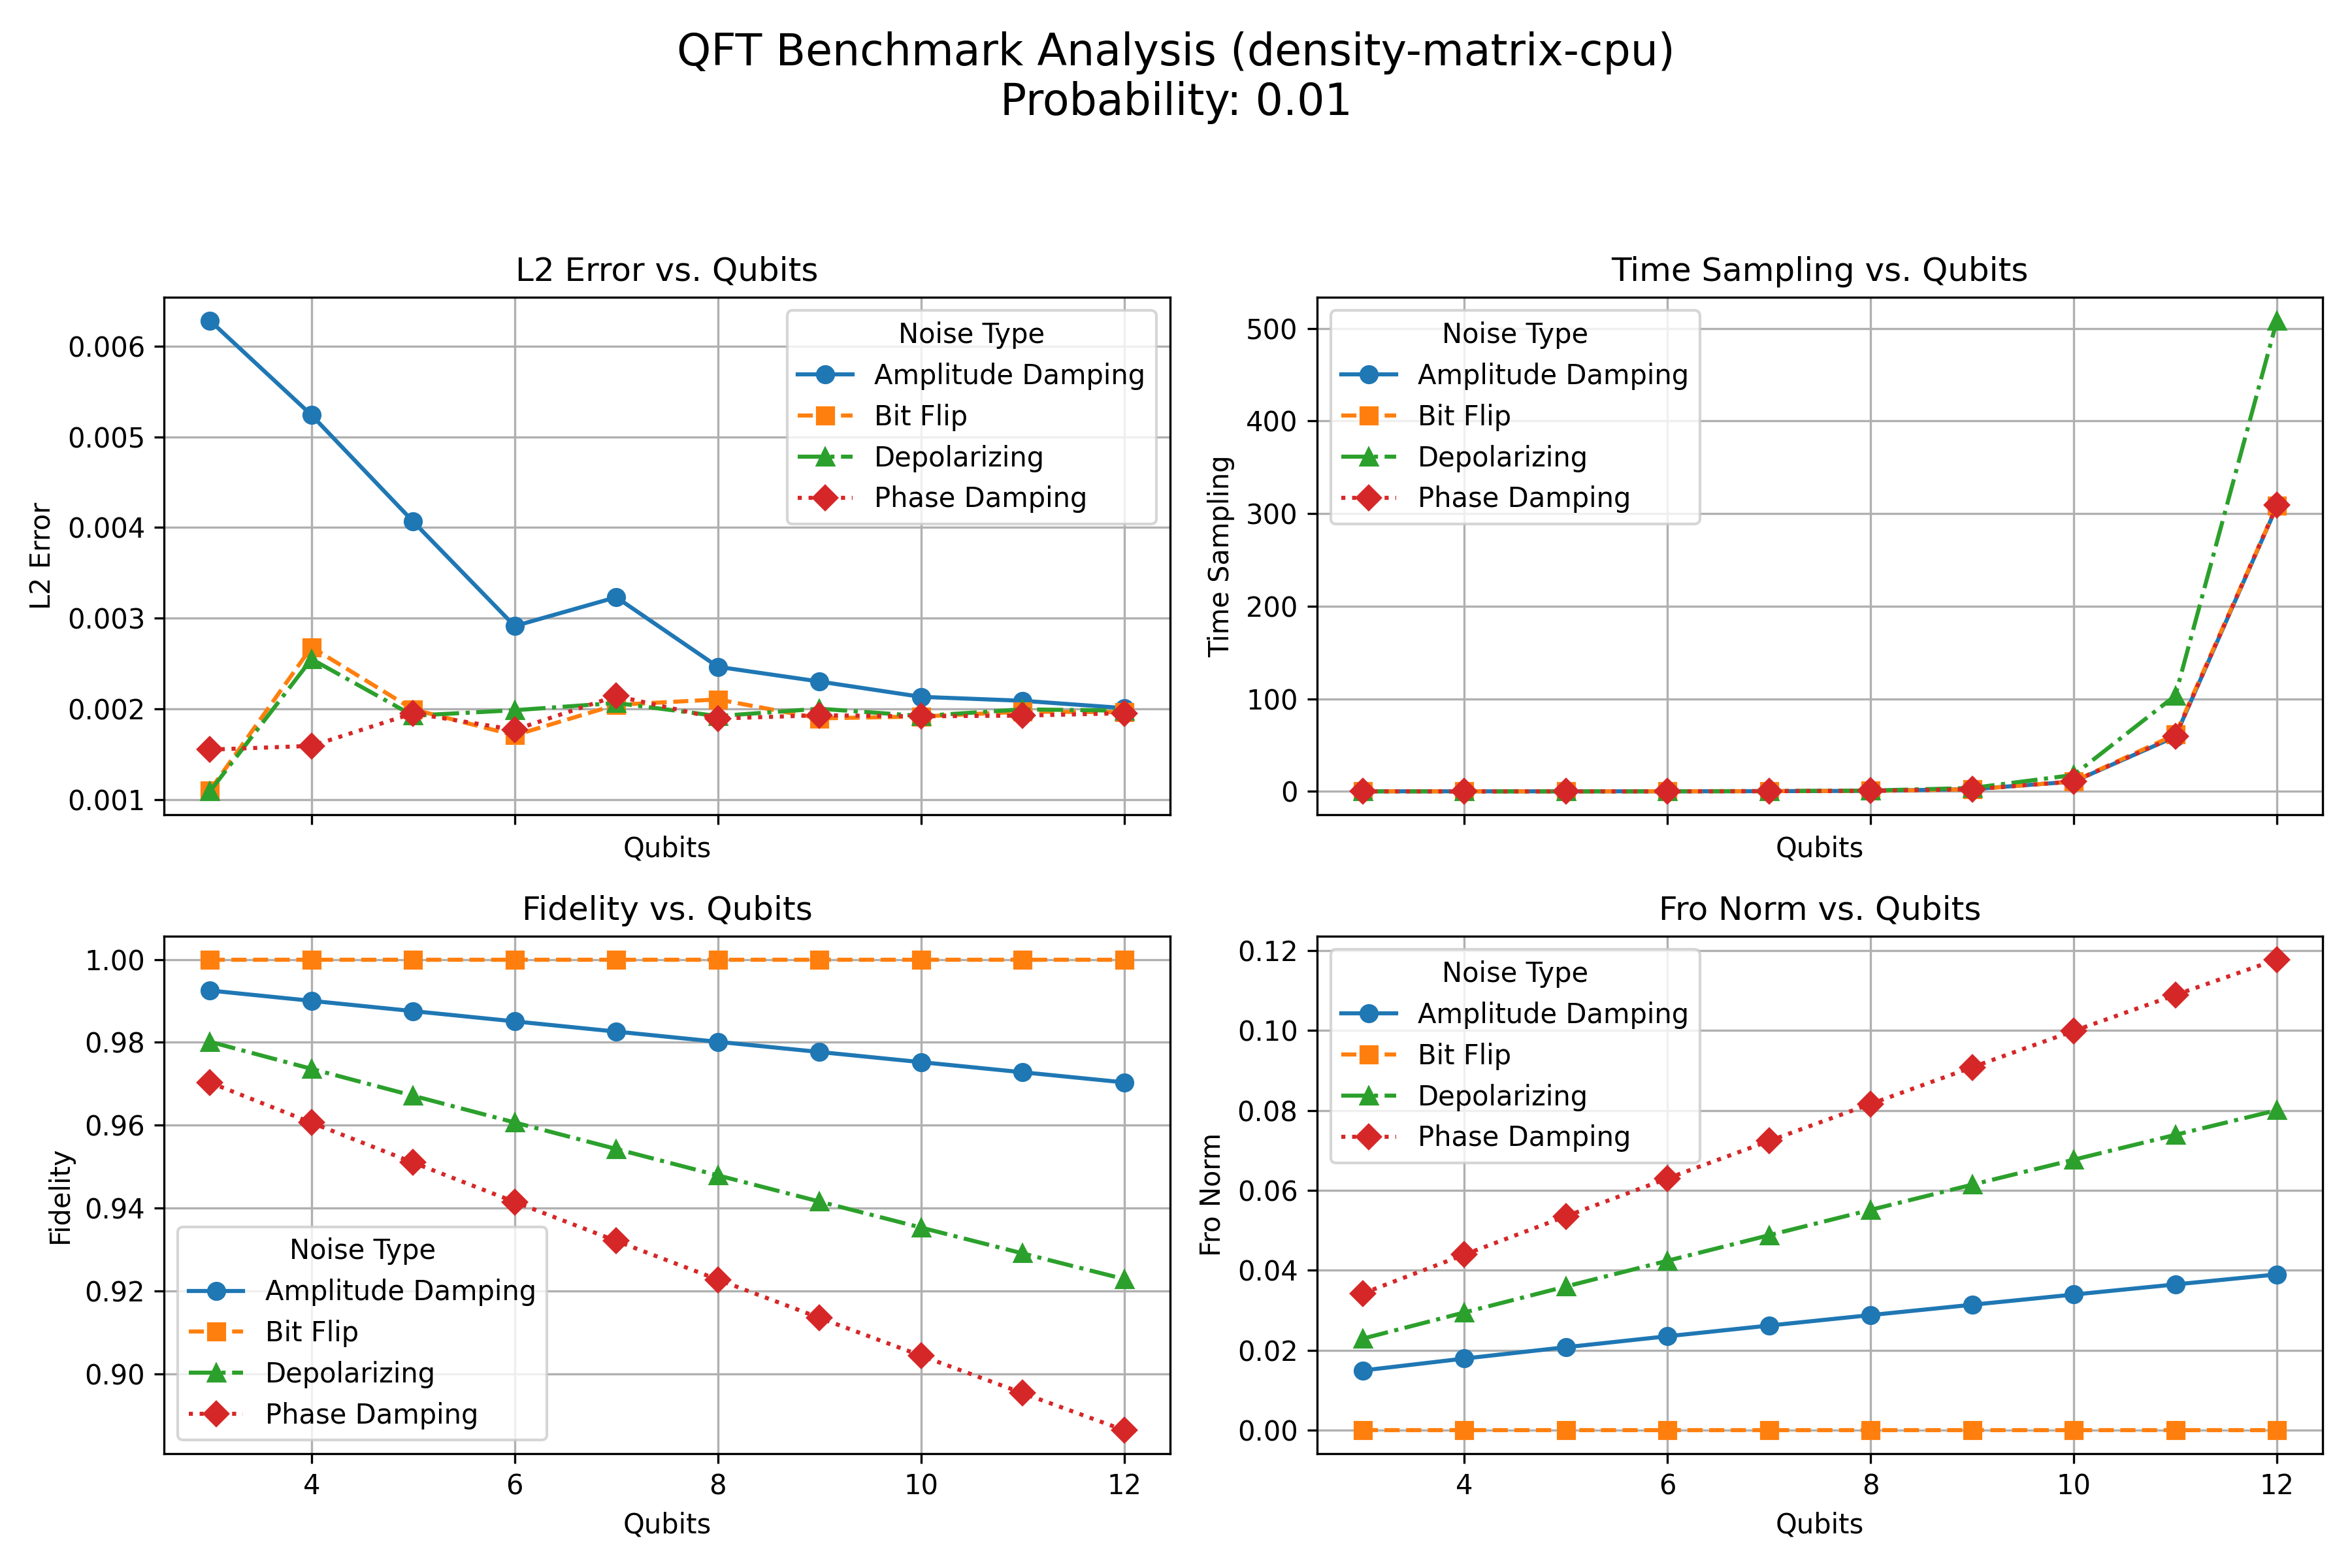 QFT Benchmark Analysis (density-matrix-cpu)
Probability: 0.01
L2 Error vs. Qubits
L2 Error
0.006
0.005
0.004
0.003
0.002
0.001
Noise Type
Amplitude Damping
Bit Flip
Depolarizing
Phase Damping
Qubits
Time Sampling vs. Qubits
Time Sampling
500
400
300
200
100
0
Noise Type
Amplitude Damping
Bit Flip
Depolarizing
Phase Damping
Qubits
Fidelity vs. Qubits
Fidelity
1.00
0.98
0.96
0.94
0.92
0.90
Noise Type
Amplitude Damping
Bit Flip
Depolarizing
Phase Damping
4 6 8 10 12
Qubits
Fro Norm vs. Qubits
Fro Norm
0.12
0.10
0.08
0.06
0.04
0.02
0.00
Noise Type
Amplitude Damping
Bit Flip
Depolarizing
Phase Damping
4 6 8 10 12
Qubits